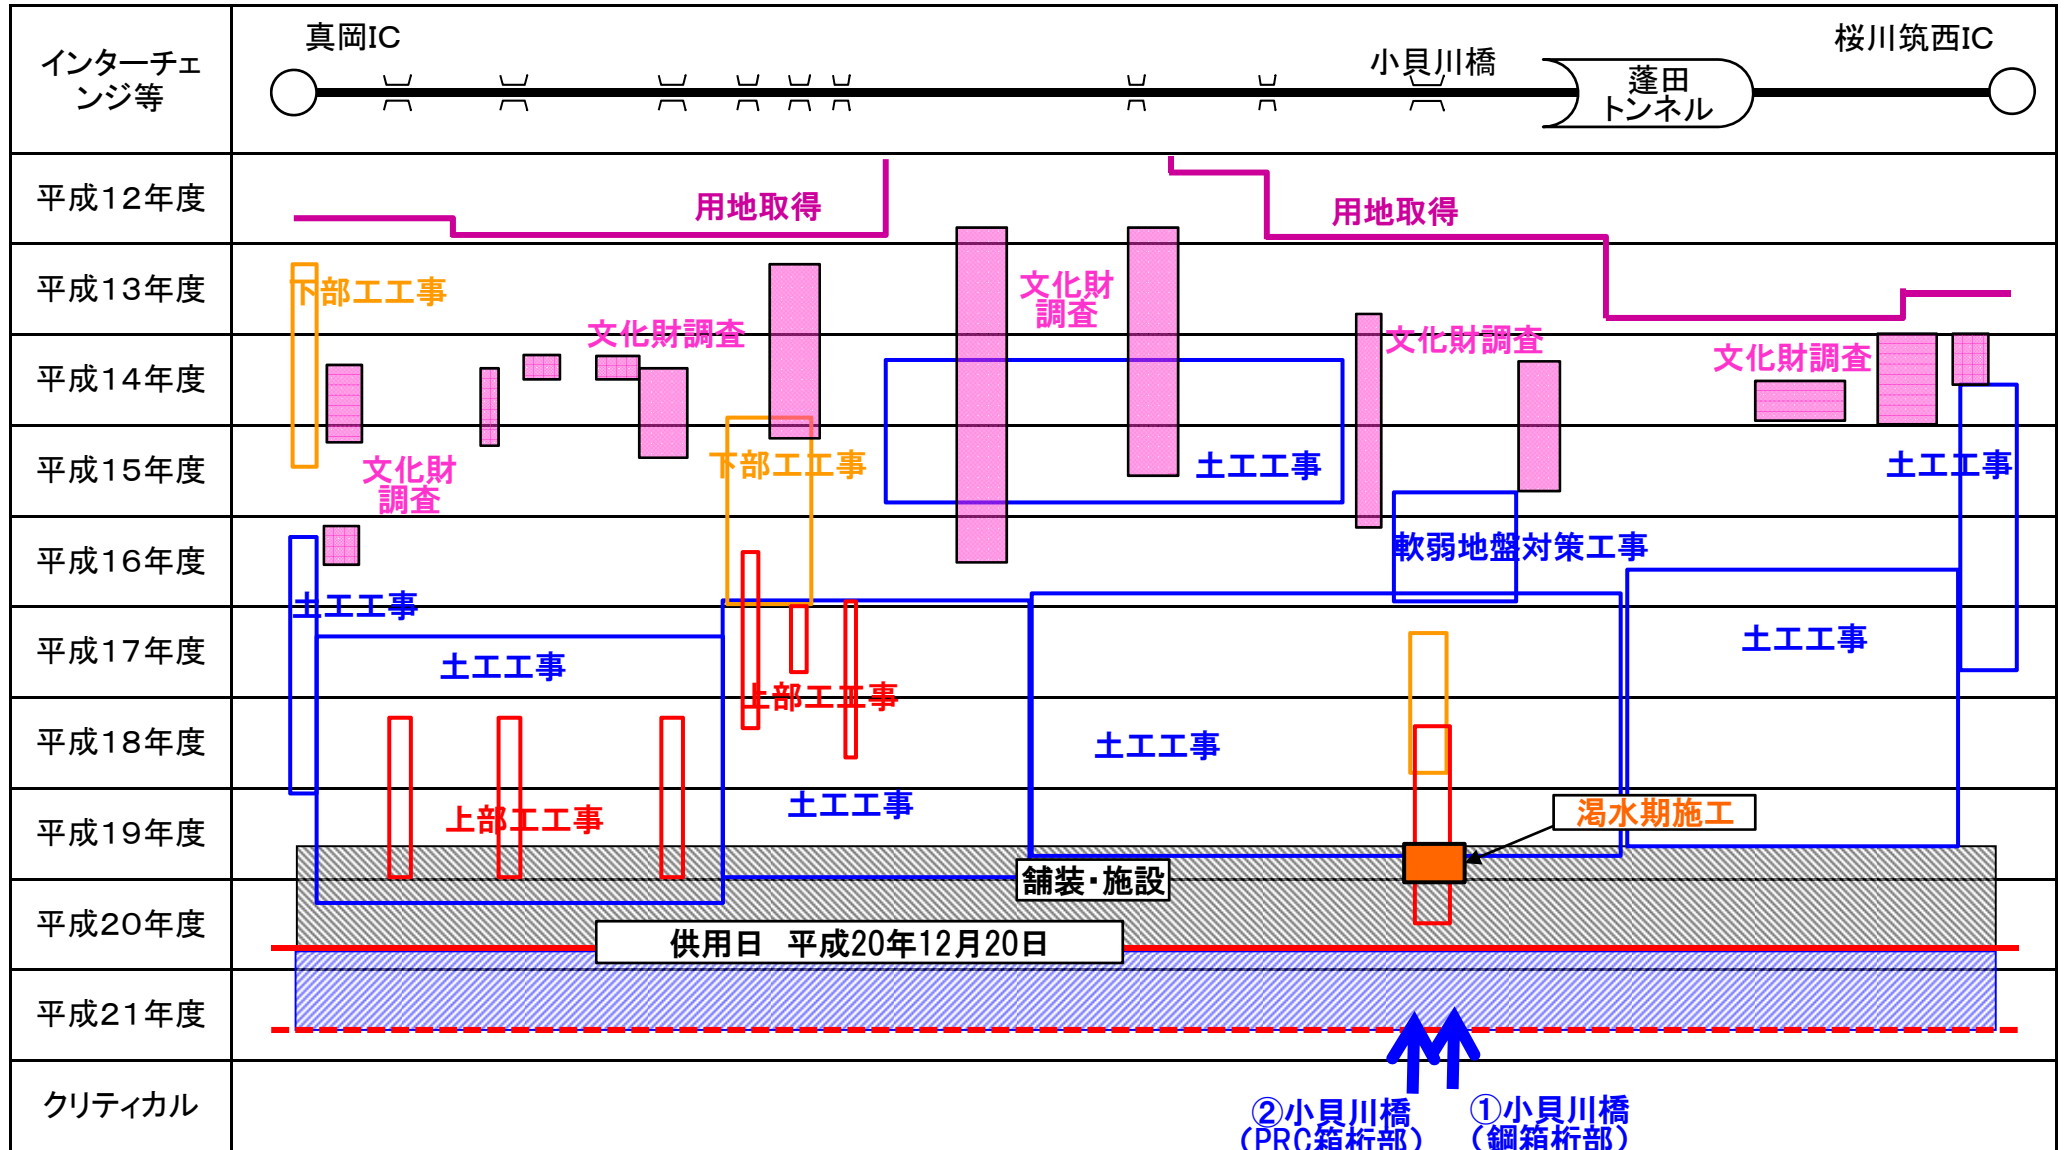 インターチェ
ンジ等
真岡IC
小貝川橋
蓬田
トンネル
桜川筑西IC
平成12年度
用地取得
用地取得
平成13年度
下部工工事
文化財
調査
文化財調査
文化財調査
平成14年度
文化財調査
平成15年度
文化財
調査
下部工工事
土工工事
土工工事
平成16年度
軟弱地盤対策工事
土工工事
平成17年度
土工工事
土工工事
上部工工事
平成18年度
土工工事
平成19年度
上部工工事
土工工事
渇水期施工
舗装・施設
平成20年度
供用日 平成20年12月20日
平成21年度
クリティカル
②小貝川橋
(PRC箱桁部)
①小貝川橋
(鋼箱桁部)